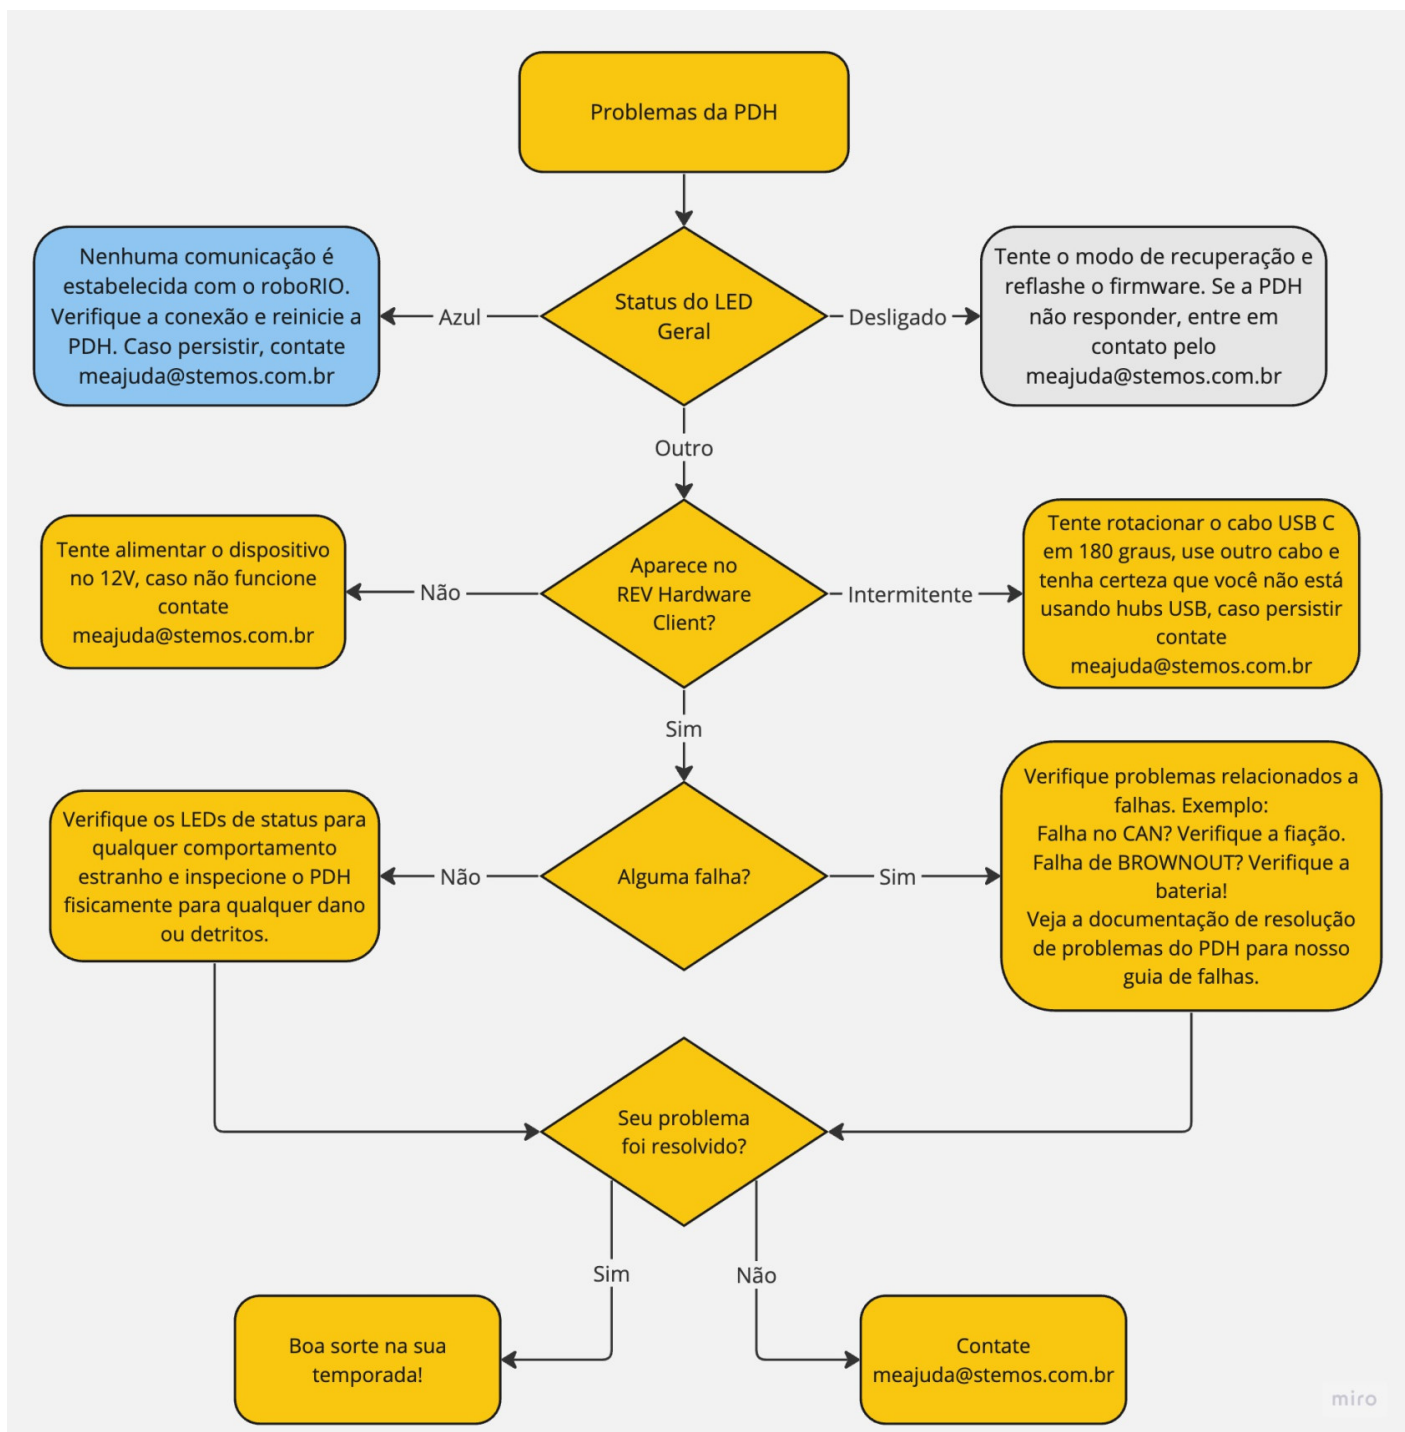 Problemas da PDH
Nenhuma comunicação é
estabelecida com o roboRIO.
Verifique a conexão e reinicie a
PDH. Caso persistir, contate
meajuda@stemos.com.br
Azul
Status do LED
Geral
Desligado
Tente o modo de recuperação e
reflashe o firmware. Se a PDH
não responder, entre em
contato pelo
meajuda@stemos.com.br
Outro
Tente alimentar o dispositivo
no 12V, caso não funcione
contate
meajuda@stemos.com.br
Não
Aparece no
REV Hardware
Client?
Intermitente
Tente rotacionar o cabo USB C
em 180 graus, use outro cabo e
tenha certeza que você não está
usando hubs USB, caso persistir
contate
meajuda@stemos.com.br
Sim
Verifique os LEDs de status para
qualquer comportamento
estranho e inspecione o PDH
fisicamente para qualquer dano
ou detritos.
Não
Alguma falha?
Sim
Verifique problemas relacionados a
falhas. Exemplo:
Falha no CAN? Verifique a fiação.
Falha de BROWNOUT? Verifique a
bateria!
Veja a documentação de resolução
de problemas do PDH para nosso
guia de falhas.
Seu problema
foi resolvido?
Sim
Não
Boa sorte na sua
temporada!
Contate
meajuda@stemos.com.br
miro